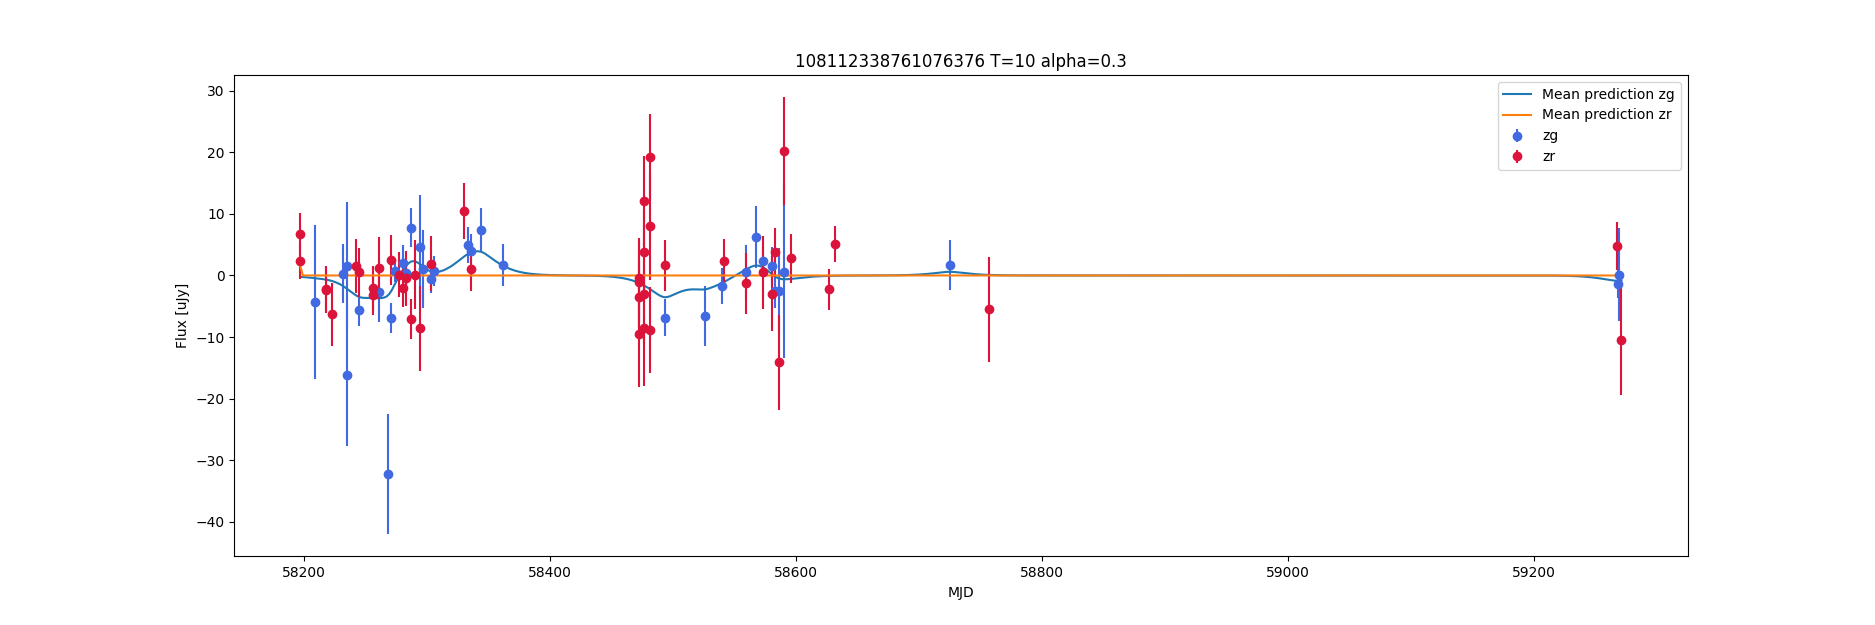 108112338761076376 T=10 alpha=0.3
Mean prediction zg
Mean prediction zr
zg
zr
Flux [uJy]
30
20
10
0
−10
−20
−30
−40
58200 58400 58600 58800 59000 59200
MJD